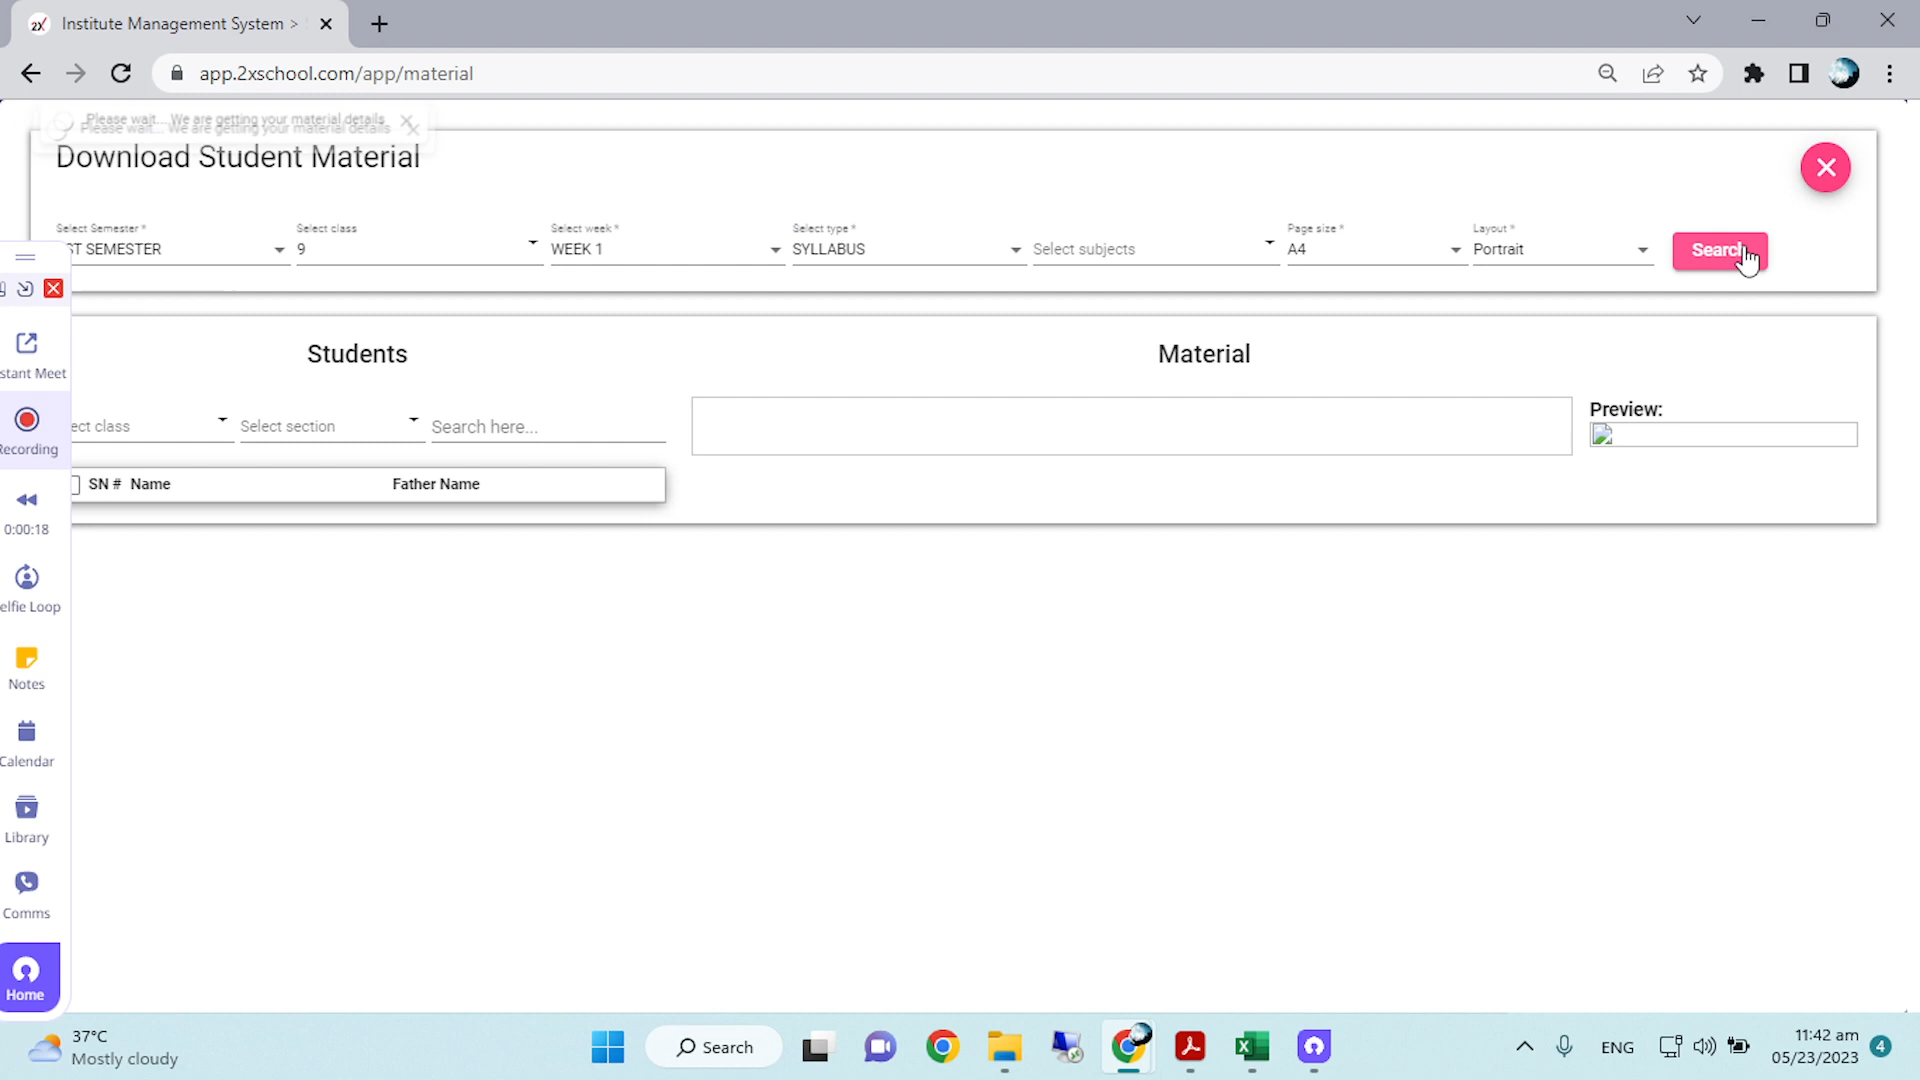 2X Institute Management System >
app.2xschool.com/app/material
Please wait... We are getting your material details
Please wait... We are getting your material details
Download Student Material
Select Semester *
ST SEMESTER
Select class
9
Select week *
WEEK 1
Select type *
SYLLABUS
Select subjects
Page size *
A4
Layout *
Portrait
Search
Students
Material
ect class
Select section
Search here...
Preview:
SN # Name
Father Name
stant Meet
Recording
0:00:18
elfie Loop
Notes
Calendar
Library
Comms
Home
37°C
Mostly cloudy
Search
ENG
11:42 am
05/23/2023
4